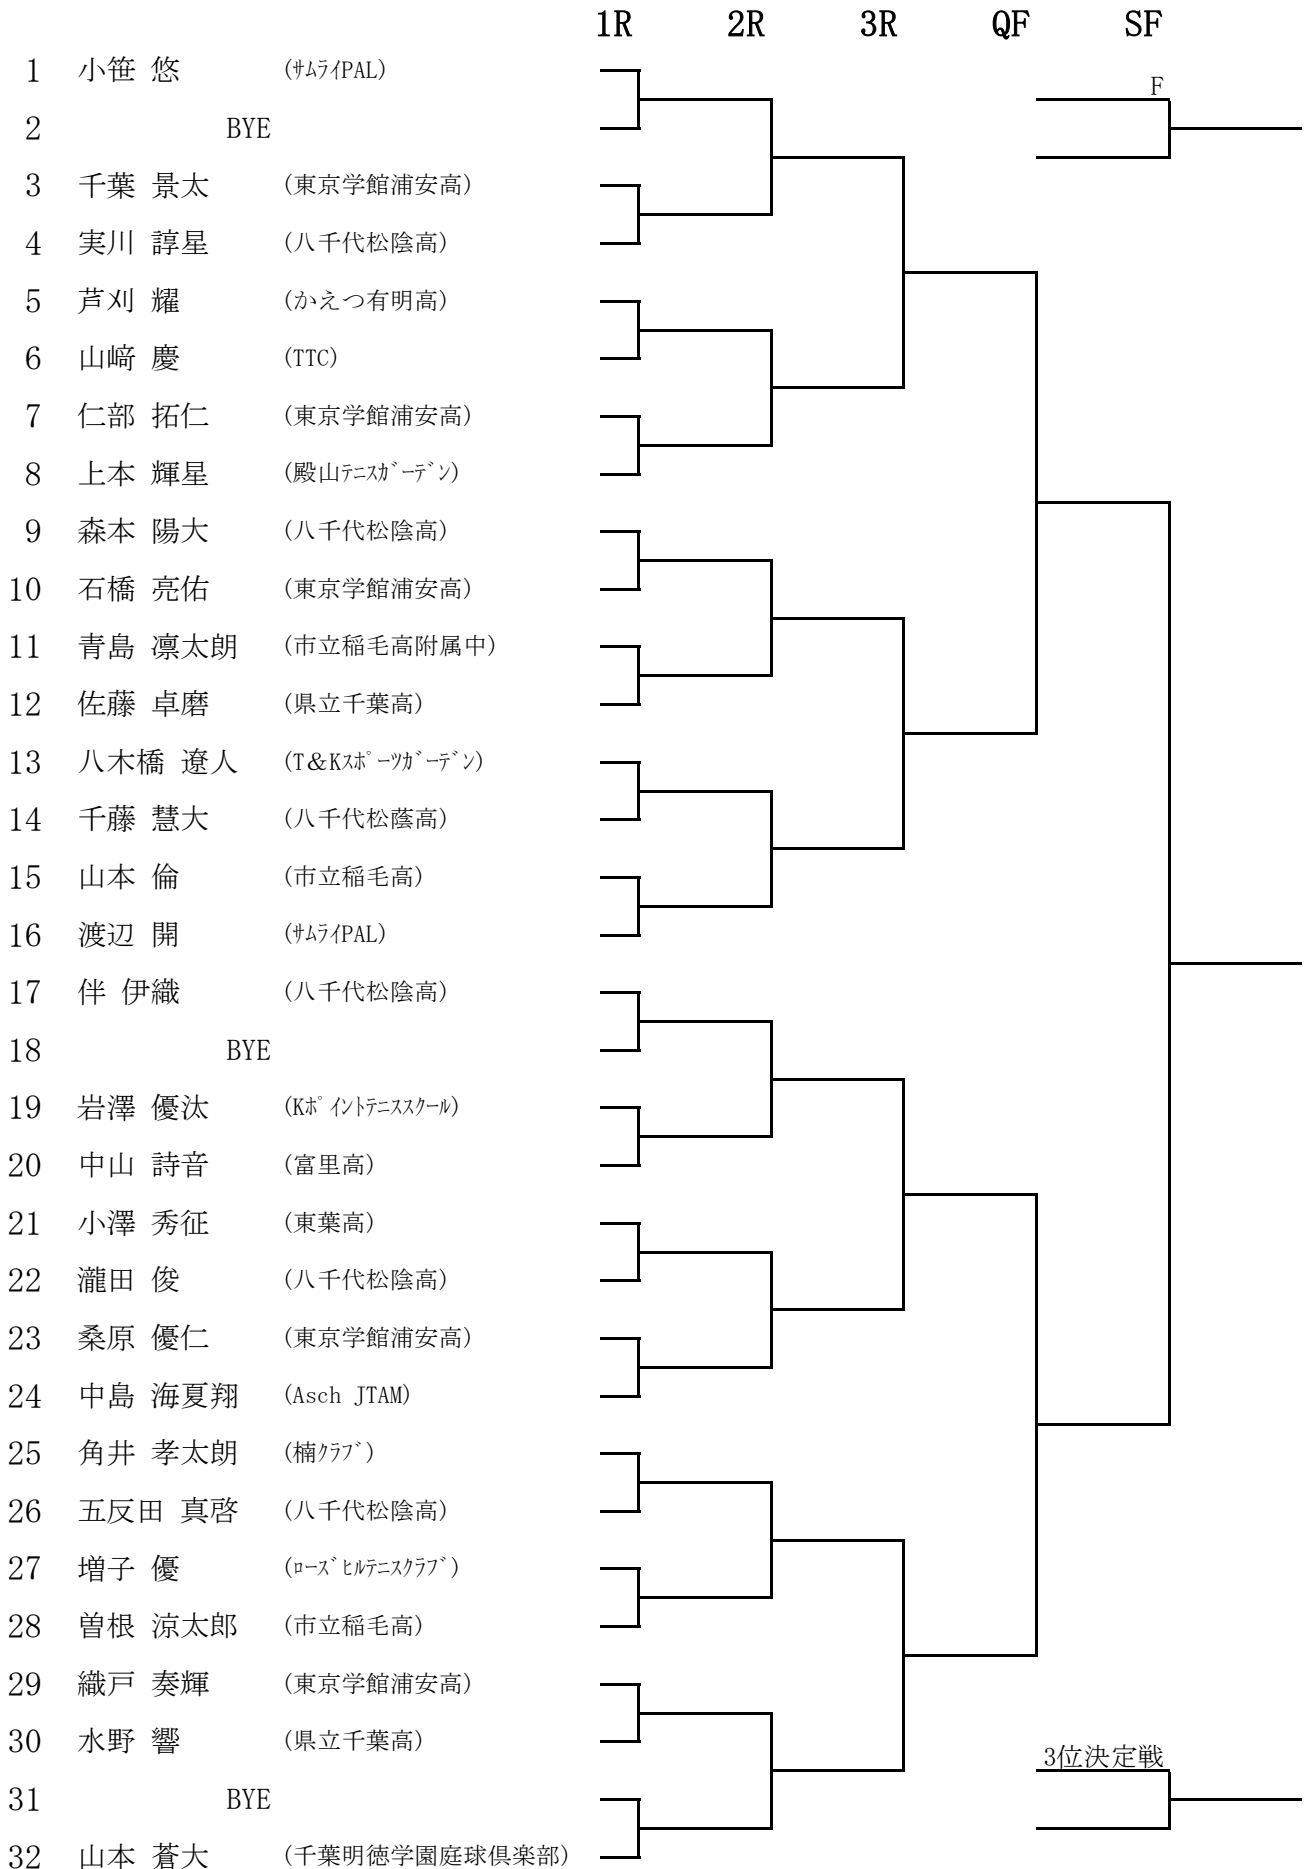 1R 2R 3R QF SF
1 小笹 悠 (ｻﾑﾗｲPAL)
F
2 BYE
3 千葉 景太 (東京学館浦安高)
4 実川 諄星 (八千代松陰高)
5 芦刈 耀 (かえつ有明高)
6 山﨑 慶 (TTC)
7 仁部 拓仁 (東京学館浦安高)
8 上本 輝星 (殿山ﾃﾆｽｶﾞｰﾃﾞﾝ)
9 森本 陽大 (八千代松陰高)
10 石橋 亮佑 (東京学館浦安高)
11 青島 凛太朗 (市立稲毛高附属中)
12 佐藤 卓磨 (県立千葉高)
13 八木橋 遼人 (T＆Kｽﾎﾟｰﾂｶﾞｰﾃﾞﾝ)
14 千藤 慧大 (八千代松蔭高)
15 山本 倫 (市立稲毛高)
16 渡辺 開 (ｻﾑﾗｲPAL)
17 伴 伊織 (八千代松陰高)
18 BYE
19 岩澤 優汰 (Kﾎﾟｲﾝﾄﾃﾆｽｽｸｰﾙ)
20 中山 詩音 (富里高)
21 小澤 秀征 (東葉高)
22 瀧田 俊 (八千代松陰高)
23 桑原 優仁 (東京学館浦安高)
24 中島 海夏翔 (Asch JTAM)
25 角井 孝太朗 (楠ｸﾗﾌﾞ)
26 五反田 真啓 (八千代松陰高)
27 増子 優 (ﾛｰｽﾞﾋﾙﾃﾆｽｸﾗﾌﾞ)
28 曽根 涼太郎 (市立稲毛高)
29 織戸 奏輝 (東京学館浦安高)
30 水野 響 (県立千葉高)
3位決定戦
31 BYE
32 山本 蒼大 (千葉明徳学園庭球倶楽部)